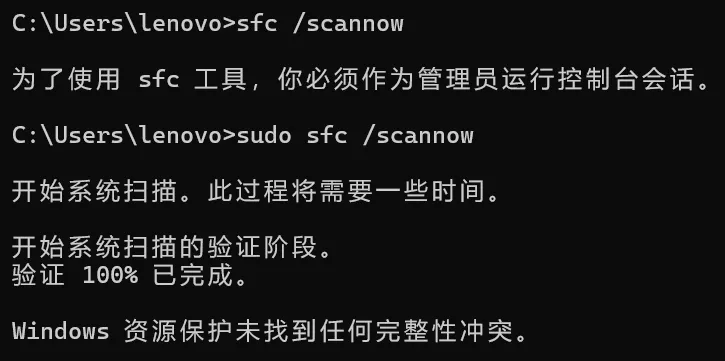 C:\Users\lenovo>sfc /scannow
为了使用 sfc 工具，你必须作为管理员运行控制台会话。
C:\Users\lenovo>sudo sfc /scannow
开始系统扫描。此过程将需要一些时间。
开始系统扫描的验证阶段。
验证 100% 已完成。
Windows 资源保护未找到任何完整性冲突。